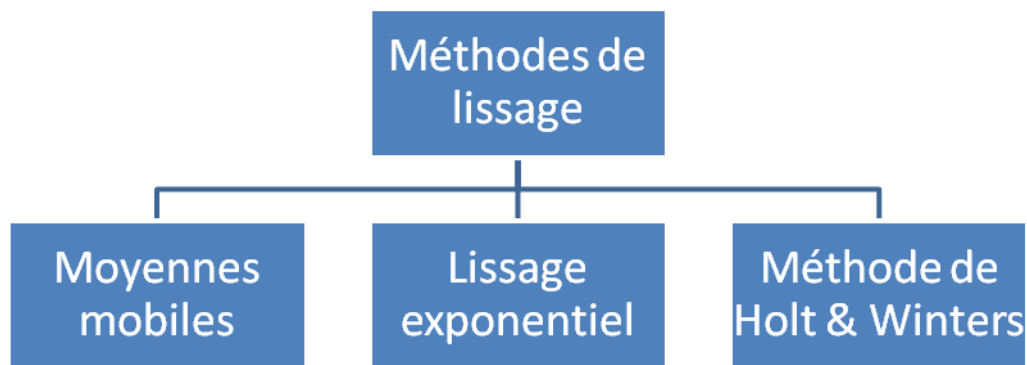 Méthodes de
lissage
Moyennes
mobiles
Lissage
exponentiel
Méthode de
Holt & Winters